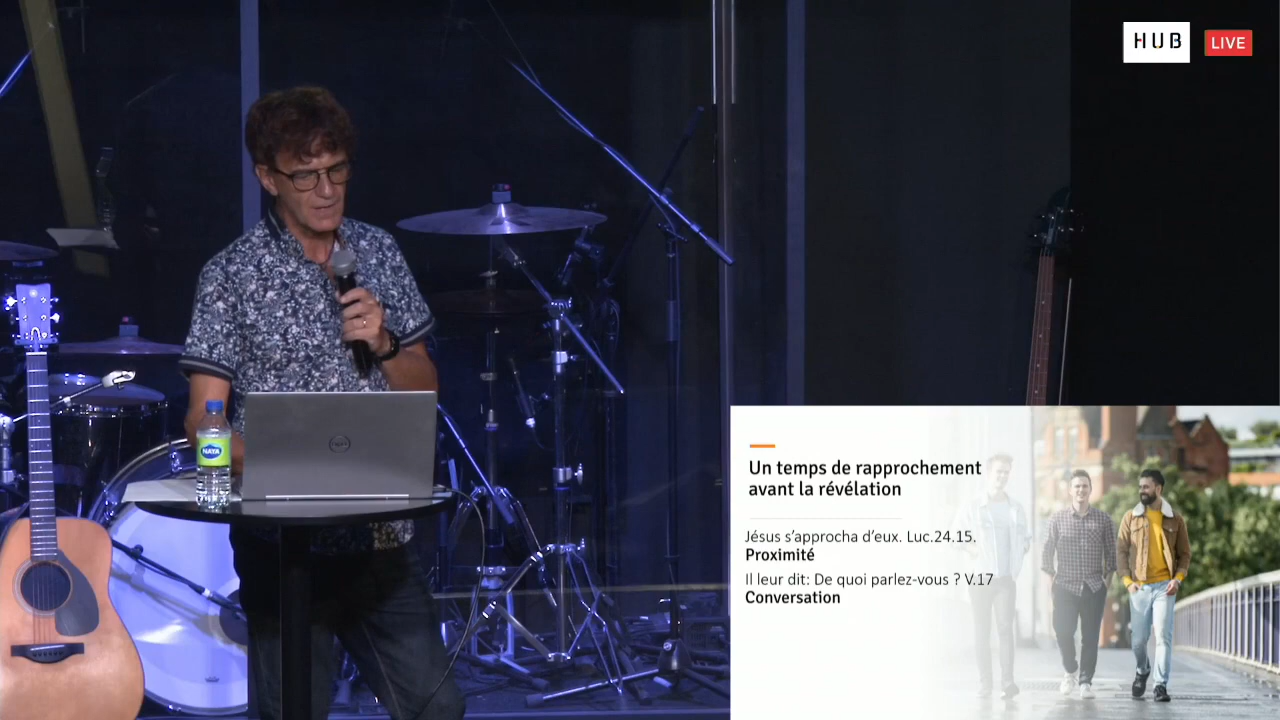 HUB
LIVE
NAYA
DELL
Un temps de rapprochement
avant la révélation
Jésus s’approcha d’eux. Luc.24.15.
Proximité
Il leur dit: De quoi parlez-vous ? V.17
Conversation